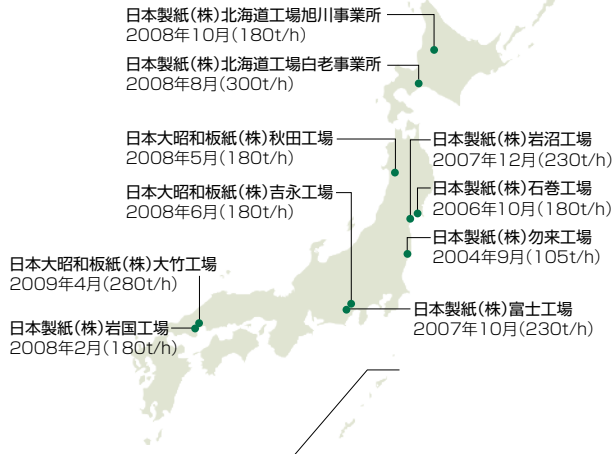 日本製紙(株)北海道工場旭川事業所
2008年10月(180t/h)
日本製紙(株)北海道工場白老事業所
2008年8月(300t/h)
日本大昭和板紙(株)秋田工場
2008年5月(180t/h)
日本製紙(株)岩沼工場
2007年12月(230t/h)
日本大昭和板紙(株)吉永工場
2008年6月(180t/h)
日本製紙(株)石巻工場
2006年10月(180t/h)
日本製紙(株)勿来工場
2004年9月(105t/h)
日本大昭和板紙(株)大竹工場
2009年4月(280t/h)
日本製紙(株)富士工場
2007年10月(230t/h)
日本製紙(株)岩国工場
2008年2月(180t/h)